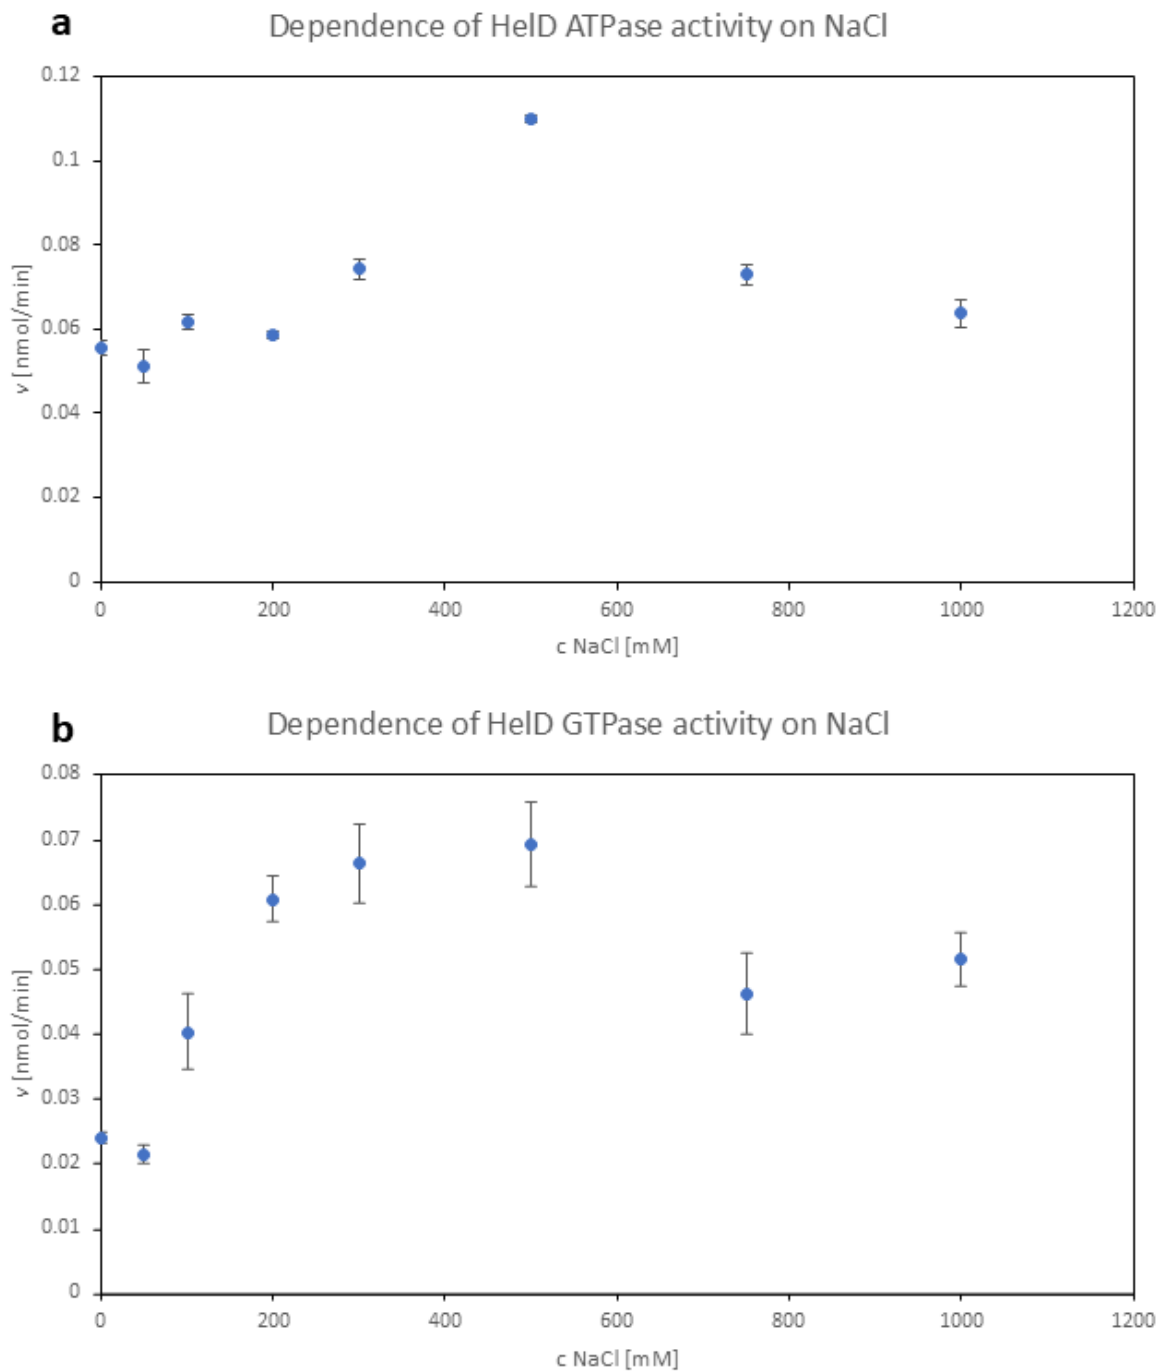 a
Dependence of HelD ATPase activity on NaCl
0.12
0.1
0.08
0.06
0.04
0.02
0
v [nmol/min]
0 200 400 600 800 1000 1200
c NaCl [mM]
b
Dependence of HelD GTPase activity on NaCl
0.08
0.07
0.06
0.05
0.04
0.03
0.02
0.01
0
v [nmol/min]
0 200 400 600 800 1000 1200
c NaCl [mM]